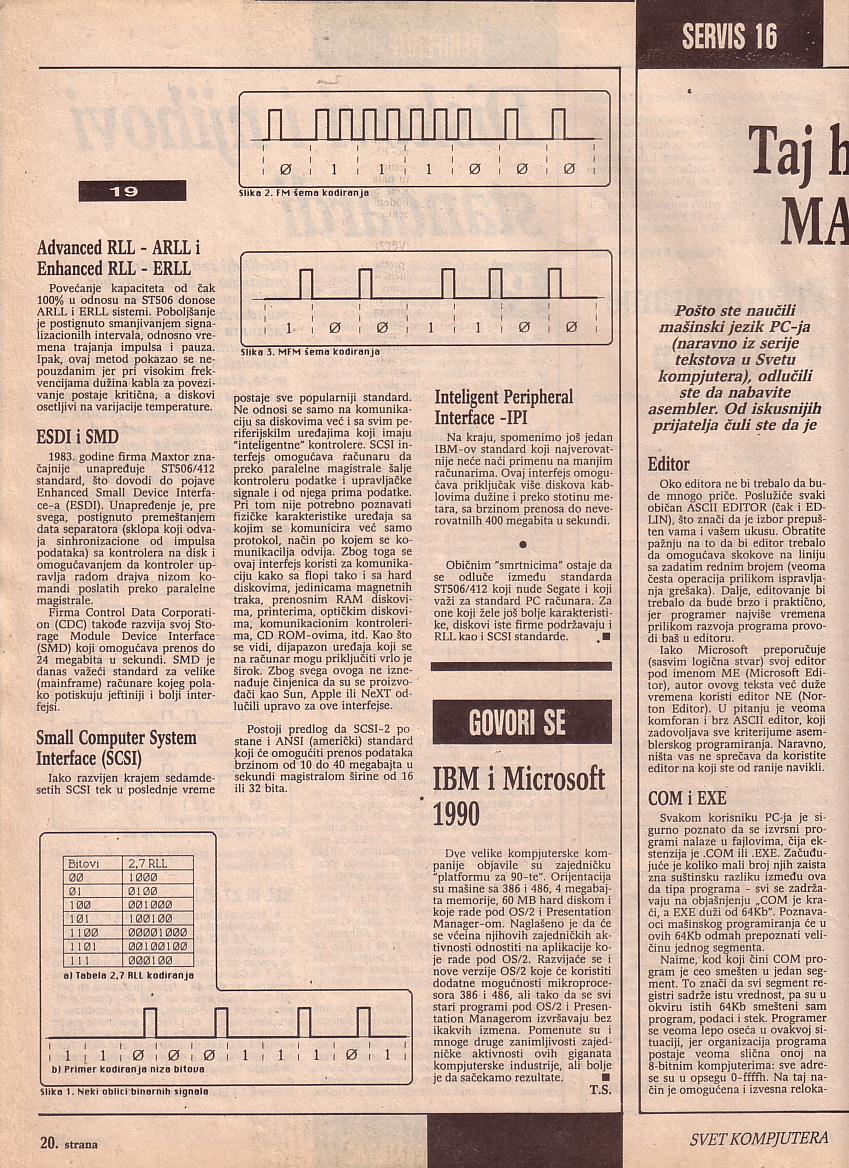 SERVIS 16
Ø 1 1 1 Ø Ø Ø
Slika 2. FM šema kodiranja
19
1 Ø Ø 1 1 Ø Ø
Slika 3. MFM šema kodiranja
Advanced RLL - ARLL i
Enhanced RLL - ERLL
Povećanje kapaciteta od čak
100% u odnosu na ST506 donose
ARLL i ERLL sistemi. Poboljšanje
je postignuto smanjivanjem signa-
lizacionih intervala, odnosno vre-
mena trajanja impulsa i pauza.
Ipak, ovaj metod pokazao se ne-
pouzdanim jer pri visokim frek-
vencijama dužina kabla za povezi-
vanje postaje kritična, a diskovi
osetljivi na varijacije temperature.
ESDI i SMD
1983. godine firma Maxtor zna-
čajnije unapređuje ST506/412
standard, što dovodi do pojave
Enhanced Small Device Interfa-
ce-a (ESDI). Unapređenje je, pre
svega, postignuto premeštanjem
data separatora (sklopa koji odva-
ja sinhronizacione od impulsa
podataka) sa kontrolera na disk i
omogućavanjem da kontroler up-
ravlja radom drajva nizom ko-
mandi poslatih preko paralelne
magistrale.
Firma Control Data Corporati-
on (CDC) takođe razvija svoj Sto-
rage Module Device Interface
(SMD) koji omogućava prenos do
24 megabita u sekundi. SMD je
danas važeći standard za velike
(mainframe) računare kojeg pola-
ko potiskuju jeftiniji i bolji inter-
fejsi.
Small Computer System
Interface (SCSI)
Iako razvijen krajem sedamde-
setih SCSI tek u poslednje vreme
postaje sve popularniji standard.
Ne odnosi se samo na komunika-
ciju sa diskovima već i sa svim pe-
riferijskim uređajima koji imaju
"inteligentne" kontrolere. SCSI in-
terfejs omogućava računaru da
preko paralelne magistrale šalje
kontroleru podatke i upravljačke
signale i od njega prima podatke.
Pri tom nije potrebno poznavati
fizičke karakteristike uređaja sa
kojim se komunicira već samo
protokol, način po kojem se ko-
munikacilja odvija. Zbog toga se
ovaj interfejs koristi za komunika-
ciju kako sa flopi tako i sa hard
diskovima, jedinicama magnetnih
traka, prenosnim RAM diskovi-
ma, printerima, optičkim diskovi-
ma, komunikacionim kontroleri-
ma, CD ROM-ovima, itd. Kao što
se vidi, dijapazon uređaja koji se
na računar mogu priključiti vrlo je
širok. Zbog svega ovoga ne izne-
nađuje činjenica da su se proizvo-
đači kao Sun, Apple ili NeXT od-
lučili upravo za ove interfejse.
Postoji predlog da SCSI-2 po
stane i ANSI (američki) standard
koji će omogućiti prenos podataka
brzinom od 10 do 40 megabajta u
sekundi magistralom širine od 16
ili 32 bita.
Inteligent Peripheral
Interface -IPI
Na kraju, spomenimo još jedan
IBM-ov standard koji najverovat-
nije neće naći primenu na manjim
računarima. Ovaj interfejs omogu-
ćava priključak više diskova kab-
lovima dužine i preko stotinu me-
tara, sa brzinom prenosa do neve-
rovatnih 400 megabita u sekundi.
●
Običnim "smrtnicima" ostaje da
se odluče između standarda
ST506/412 koji nude Segate i koji
važi za standard PC računara. Za
one koji žele još bolje karakteristi-
ke, diskovi iste firme podržavaju i
RLL kao i SCSI standarde. ■
GOVORI SE
IBM i Microsoft
1990
Dve velike kompjuterske kom-
panije objavile su zajedničku
"platformu za 90-te". Orijentacija
su mašine sa 386 i 486, 4 megabaj-
ta memorije, 60 MB hard diskom i
koje rade pod OS/2 i Presentation
Manager-om. Naglašeno je da će
se većina njihovih zajedničkih ak-
tivnosti odnostiti na aplikacije ko-
je rade pod OS/2. Razvijaće se i
nove verzije OS/2 koje će koristiti
dodatne mogućnosti mikroproce-
sora 386 i 486, ali tako da se svi
stari programi pod OS/2 i Presen-
tation Managerom izvršavaju bez
ikakvih izmena. Pomenute su i
mnoge druge zanimljivosti zajed-
ničke aktivnosti ovih giganata
kompjuterske industrije, ali bolje
je da sačekamo rezultate. ■
T.S.
Bitovi 2,7 RLL
ØØ 1ØØØ
Ø1 Ø1ØØ
1ØØ ØØ1ØØØ
1Ø1 1ØØ1ØØ
11ØØ ØØØØ1ØØØ
11Ø1 ØØ1ØØ1ØØ
111 ØØØ1ØØ
a) Tabela 2,7 RLL kodiranja
1 1 Ø Ø Ø 1 1 1 Ø 1
b) Primer kodiranja niza bitova
Slika 1. Neki oblici binarnih signala
Taj h
MA
Pošto ste naučili
mašinski jezik PC-ja
(naravno iz serije
tekstova u Svetu
kompjutera), odlučili
ste da nabavite
asembler. Od iskusnijih
prijatelja čuli ste da je
Editor
Oko editora ne bi trebalo da bu-
de mnogo priče. Poslužiće svaki
običan ASCII EDITOR (čak i ED-
LIN), što znači da je izbor prepuš-
ten vama i vašem ukusu. Obratite
pažnju na to da bi editor trebalo
da omogućava skokove na liniju
sa zadatim rednim brojem (veoma
česta operacija prilikom ispravlja-
nja grešaka). Dalje, editovanje bi
trebalo da bude brzo i praktično,
jer programer najviše vremena
prilikom razvoja programa provo-
di baš u editoru.
Iako Microsoft preporučuje
(sasvim logična stvar) svoj editor
pod imenom ME (Microsoft Edi-
tor), autor ovovg teksta već duže
vremena koristi editor NE (Nor-
ton Editor). U pitanju je veoma
komforan i brz ASCII editor, koji
zadovoljava sve kriterijume asem-
blerskog programiranja. Naravno,
ništa vas ne sprečava da koristite
editor na koji ste od ranije navikli.
COM i EXE
Svakom korisniku PC-ja je si-
gurno poznato da se izvrsni pro-
grami nalaze u fajlovima, čija ek-
stenzija je .COM ili .EXE. Začuđu-
juće je koliko mali broj njih zaista
zna suštinsku razliku između ova
da tipa programa - svi se zadrža-
vaju na objašnjenju „COM je kra-
ći, a EXE duži od 64Kb". Poznava-
oci mašinskog programiranja će u
ovih 64Kb odmah prepoznati veli-
činu jednog segmenta.
Naime, kod koji čini COM pro-
gram je ceo smešten u jedan seg-
ment. To znači da svi segment re-
gistri sadrže istu vrednost, pa su u
okviru istih 64Kb smešteni sam
program, podaci i stek. Programer
se veoma lepo oseća u ovakvoj si-
tuaciji, jer organizacija programa
postaje veoma slična onoj na
8-bitnim kompjuterima: sve adre-
se su u opsegu 0-ffffh. Na taj na-
čin je omogućena i izvesna reloka-
20. strana
SVET KOMPJUTERA